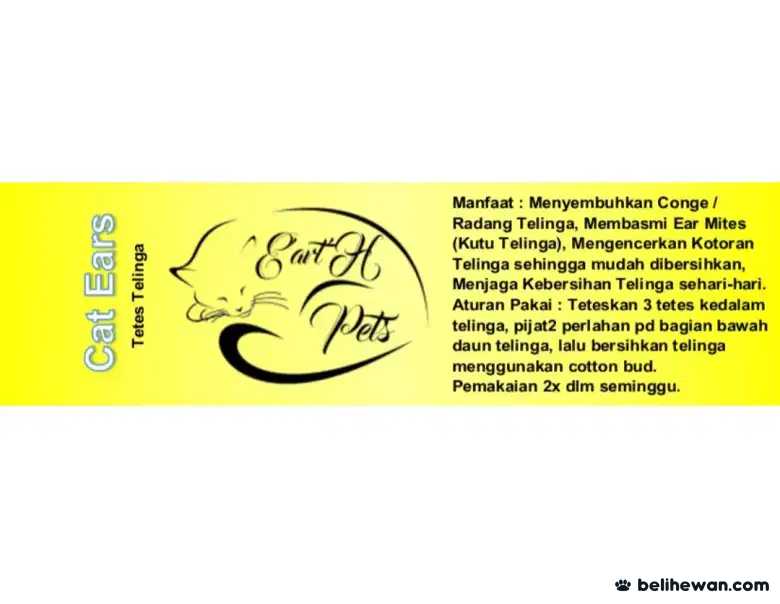 Cat Ears
Tetes Telinga
Eart'H
Pets
Manfaat : Menyembuhkan Conge /
Radang Telinga, Membasmi Ear Mites
(Kutu Telinga), Mengencerkan Kotoran
Telinga sehingga mudah dibersihkan,
Menjaga Kebersihan Telinga sehari-hari.
Aturan Pakai : Teteskan 3 tetes kedalam
telinga, pijat2 perlahan pd bagian bawah
daun telinga, lalu bersihkan telinga
menggunakan cotton bud.
Pemakaian 2x dlm seminggu.
belihewan.com